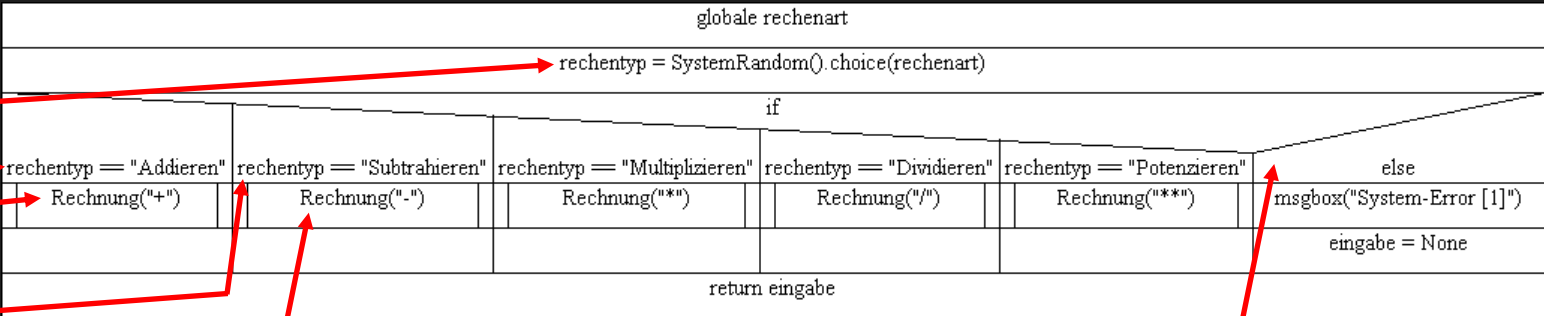 globale rechenart
rechentyp = SystemRandom().choice(rechenart)
if
rechentyp == "Addieren" rechentyp == "Subtrahieren" rechentyp == "Multiplizieren" rechentyp == "Dividieren" rechentyp == "Potenzieren" else
Rechnung("+") Rechnung("-") Rechnung("*") Rechnung("/") Rechnung("**") msgbox("System-Error [1]")
eingabe = None
return eingabe